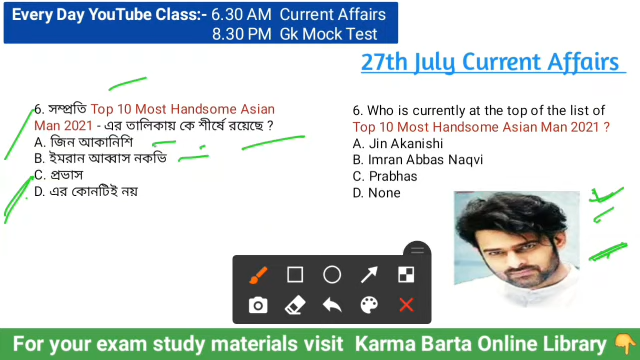 Every Day YouTube Class:- 6.30 AM Current Affairs
8.30 PM Gk Mock Test
27th July Current Affairs
6. সম্প্রতি Top 10 Most Handsome Asian
Man 2021 - এর তালিকায় কে শীর্ষে রয়েছে ?
A. জিন আকানিশি
B. ইমরান আব্বাস নকভি
C. প্রভাস
D. এর কোনটিই নয়
6. Who is currently at the top of the list of
Top 10 Most Handsome Asian Man 2021 ?
A. Jin Akanishi
B. Imran Abbas Naqvi
C. Prabhas
D. None
For your exam study materials visit Karma Barta Online Library 👇